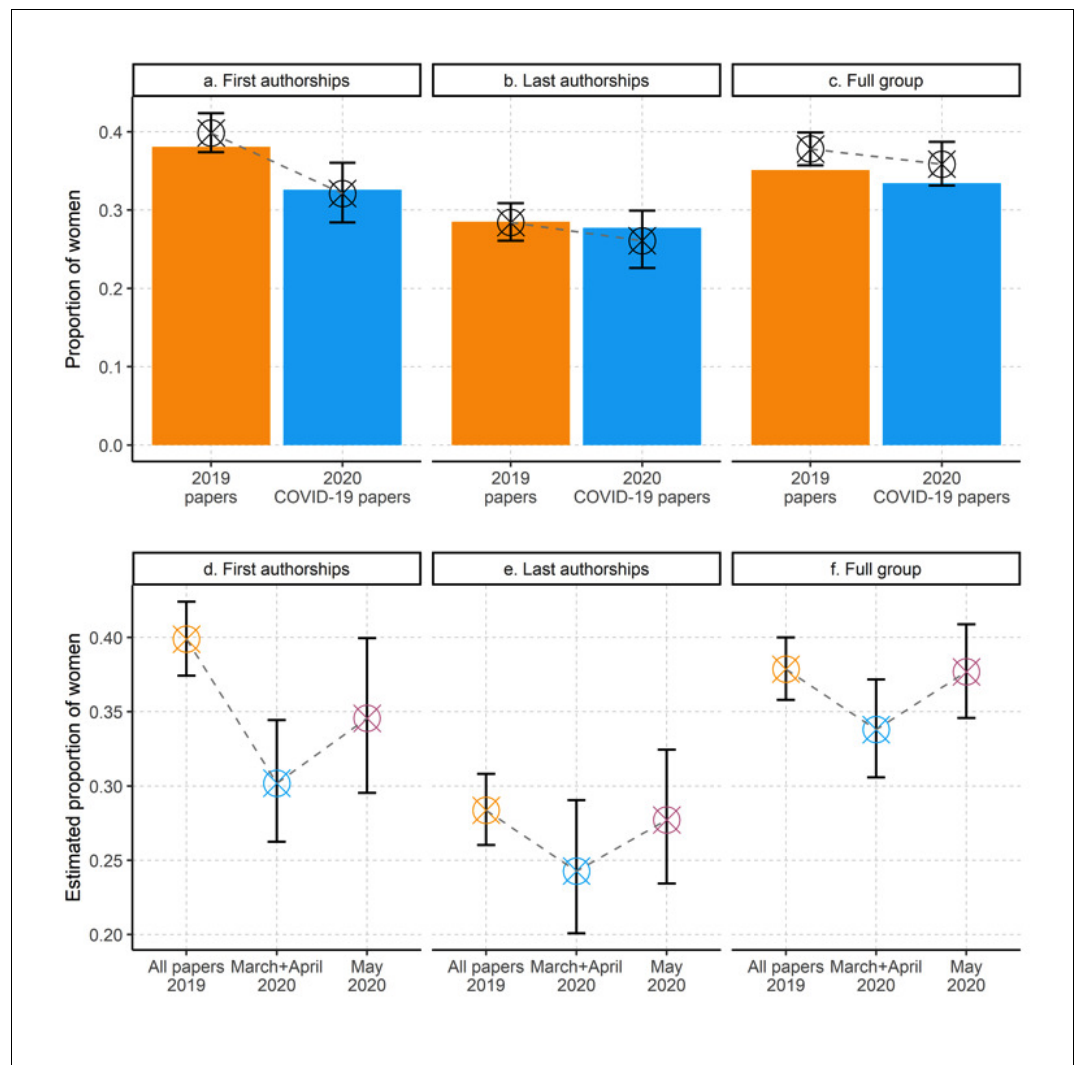 a. First authorships
b. Last authorships
c. Full group
Proportion of women
0.4
0.3
0.2
0.1
0.0
2019
papers
2020
COVID-19 papers
2019
papers
2020
COVID-19 papers
2019
papers
2020
COVID-19 papers
d. First authorships
e. Last authorships
f. Full group
Estimated proportion of women
0.40
0.35
0.30
0.25
0.20
All papers
2019
March+April
2020
May
2020
All papers
2019
March+April
2020
May
2020
All papers
2019
March+April
2020
May
2020